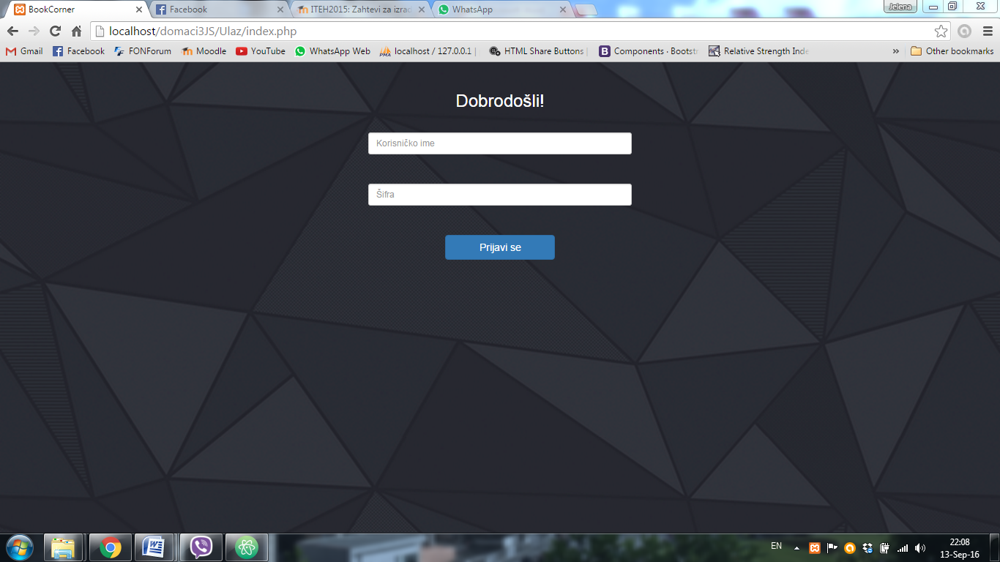 BookCorner
Facebook
ITEH2015: Zahtevi za izrad
WhatsApp
Jelena
localhost/domaci3JS/Ulaz/index.php
Gmail
Facebook
FONForum
Moodle
YouTube
WhatsApp Web
localhost / 127.0.0.1 |
HTML Share Buttons |
Components · Bootstr
Relative Strength Inde
»
Other bookmarks
Dobrodošli!
Korisničko ime
Šifra
Prijavi se
EN
22:08
13-Sep-16